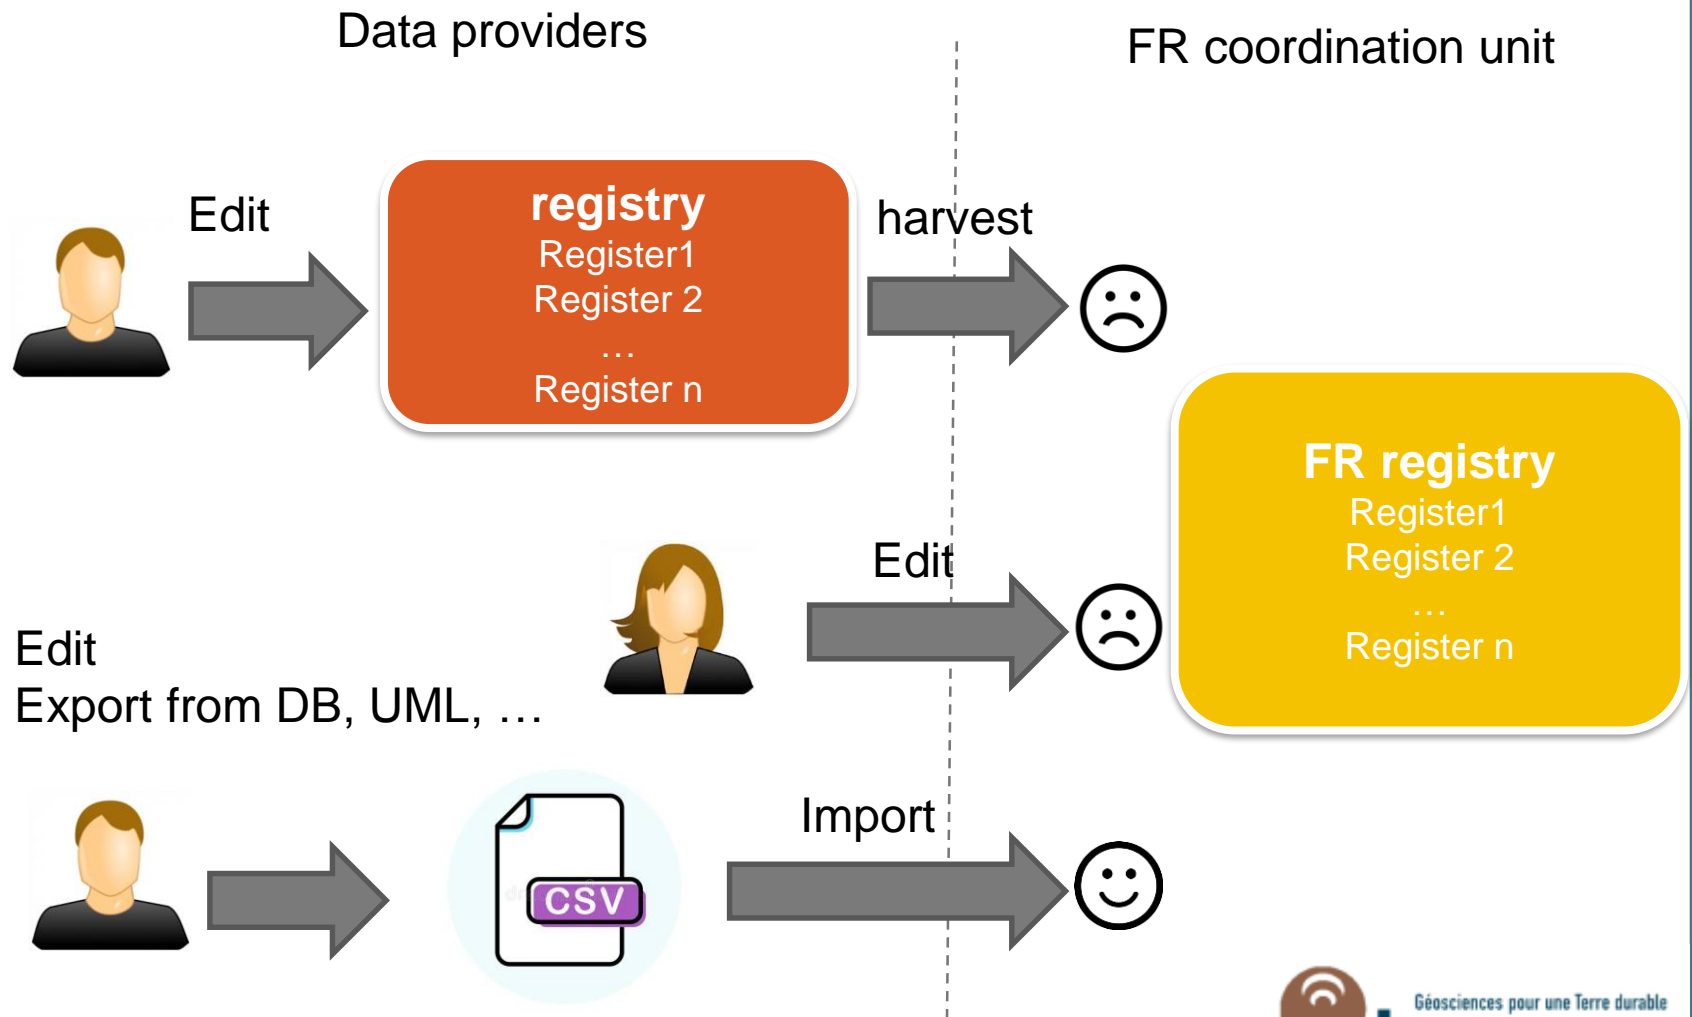 Data providers
FR coordination unit
Edit
registry
Register1
Register 2
…
Register n
harvest
FR registry
Register1
Register 2
…
Register n
Edit
Edit
Export from DB, UML, …
CSV
Import
Géosciences pour une Terre durable